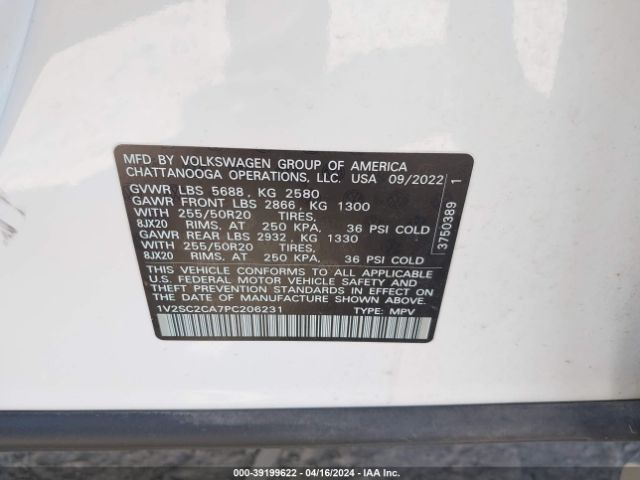 MFD BY VOLKSWAGEN GROUP OF AMERICA
CHATTANOOGA OPERATIONS, LLC. USA 09/2022
GVWR LBS 5688, KG 2580
GAWR FRONT LBS 2866, KG 1300
WITH 255/50R20 TIRES,
8JX20 RIMS, AT 250 KPA, 36 PSI COLD
GAWR REAR LBS 2932, KG 1330
WITH 255/50R20 TIRES,
8JX20 RIMS, AT 250 KPA, 36 PSI COLD
THIS VEHICLE CONFORMS TO ALL APPLICABLE
U.S. FEDERAL MOTOR VEHICLE SAFETY AND
THEFT PREVENTION STANDARDS IN EFFECT ON
THE DATE OF MANUFACTURE SHOWN ABOVE.
1V2SC2CA7PC206231 TYPE: MPV
3750389 1
000-39199622 - 04/16/2024 - IAA Inc.